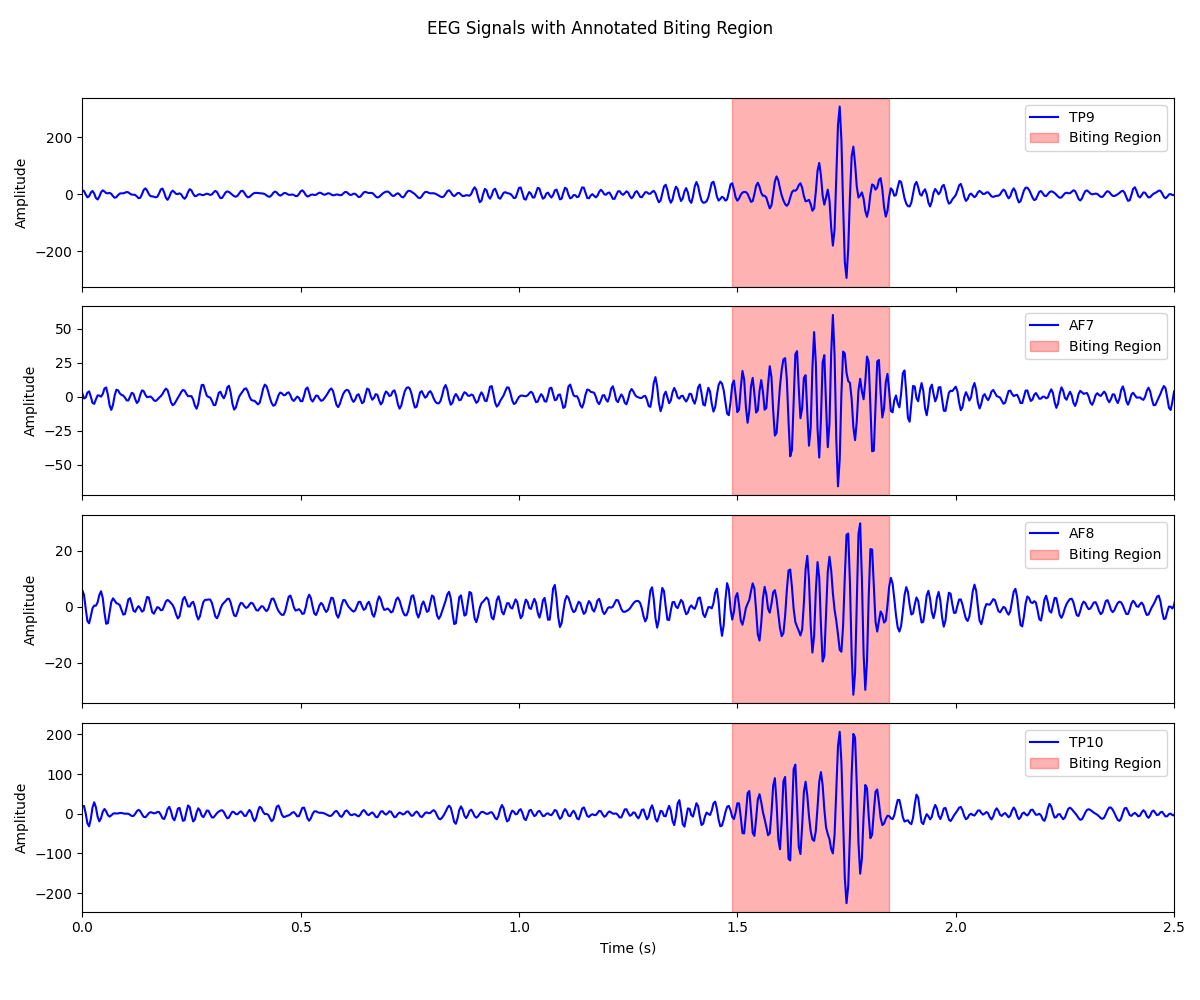 EEG Signals with Annotated Biting Region
Amplitude
200
0
−200
TP9
Biting Region
Amplitude
50
25
0
−25
−50
AF7
Biting Region
Amplitude
20
0
−20
AF8
Biting Region
Amplitude
200
100
0
−100
−200
TP10
Biting Region
0.0 0.5 1.0 1.5 2.0 2.5
Time (s)